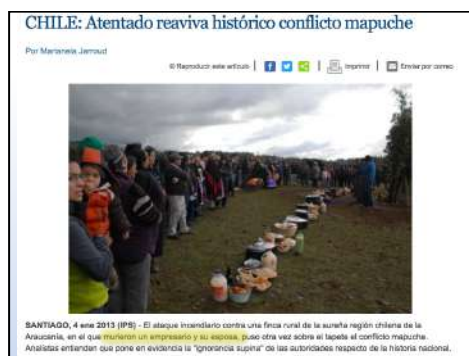 CHILE: Atentado reaviva histórico conflicto mapuche
Por Marianela Jarroud
© Reproducir este artículo | | Imprimir | Enviar por correo
SANTIAGO, 4 ene 2013 (IPS) - El ataque incendiario contra una finca rural de la sureña región chilena de la
Araucanía, en el que murieron un empresario y su esposa, puso otra vez sobre el tapete el conflicto mapuche.
Analistas entienden que pone en evidencia la "ignorancia supina" de las autoridades respecto de la historia nacional.